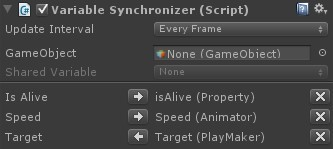 Variable Synchronizer (Script)
Update Interval Every Frame
GameObject None (GameObject)
Shared Variable None
Is Alive isAlive (Property)
Speed Speed (Animator)
Target Target (PlayMaker)